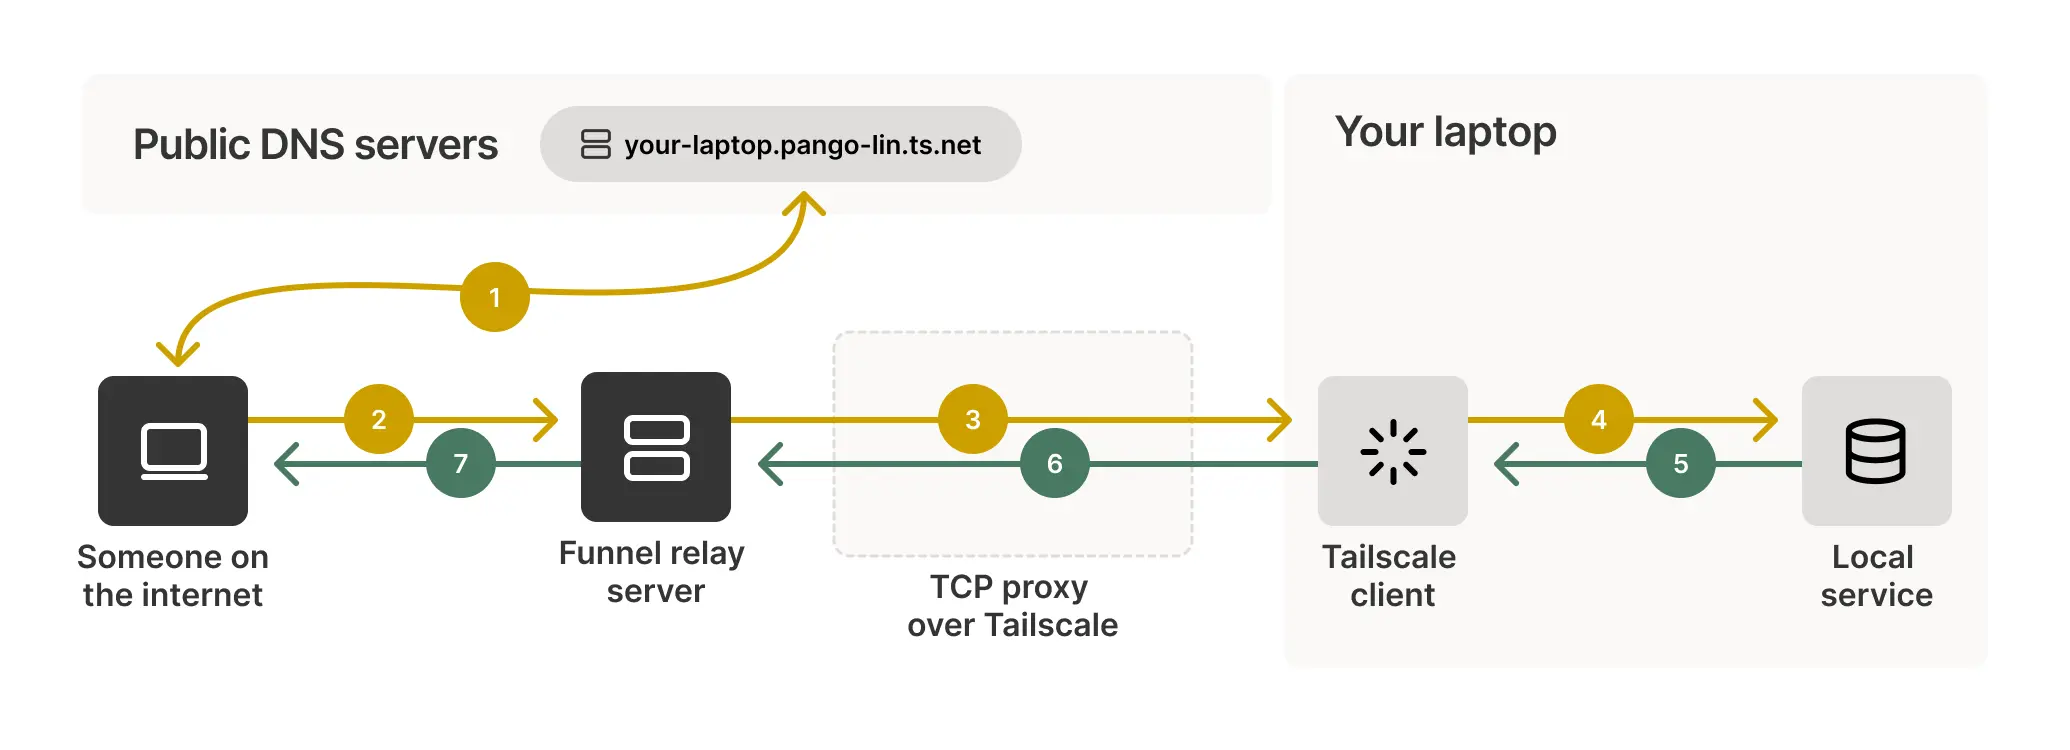 Public DNS servers
your-laptop.pango-lin.ts.net
Your laptop
1
2
3
4
7
6
5
Someone on
the internet
Funnel relay
server
TCP proxy
over Tailscale
Tailscale
client
Local
service